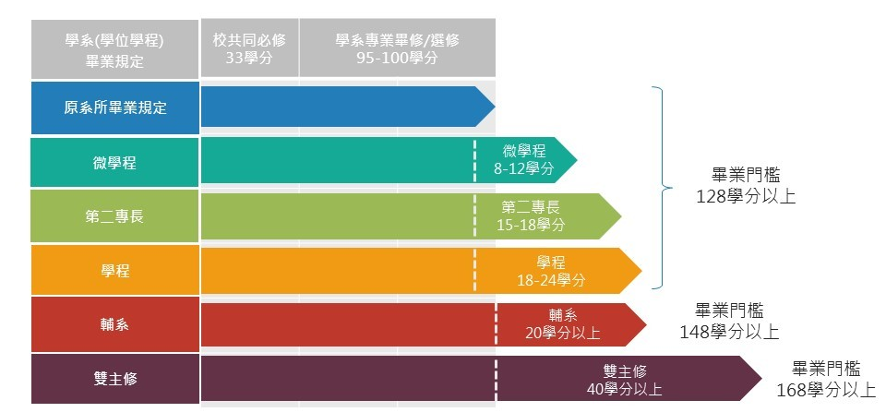 學系(學位學程)
畢業規定
校共同必修
33學分
學系專業畢修/選修
95-100學分
原系所畢業規定
微學程
微學程
8-12學分
第二專長
第二專長
15-18學分
學程
學程
18-24學分
畢業門檻
128學分以上
輔系
輔系
20學分以上
畢業門檻
148學分以上
雙主修
雙主修
40學分以上
畢業門檻
168學分以上